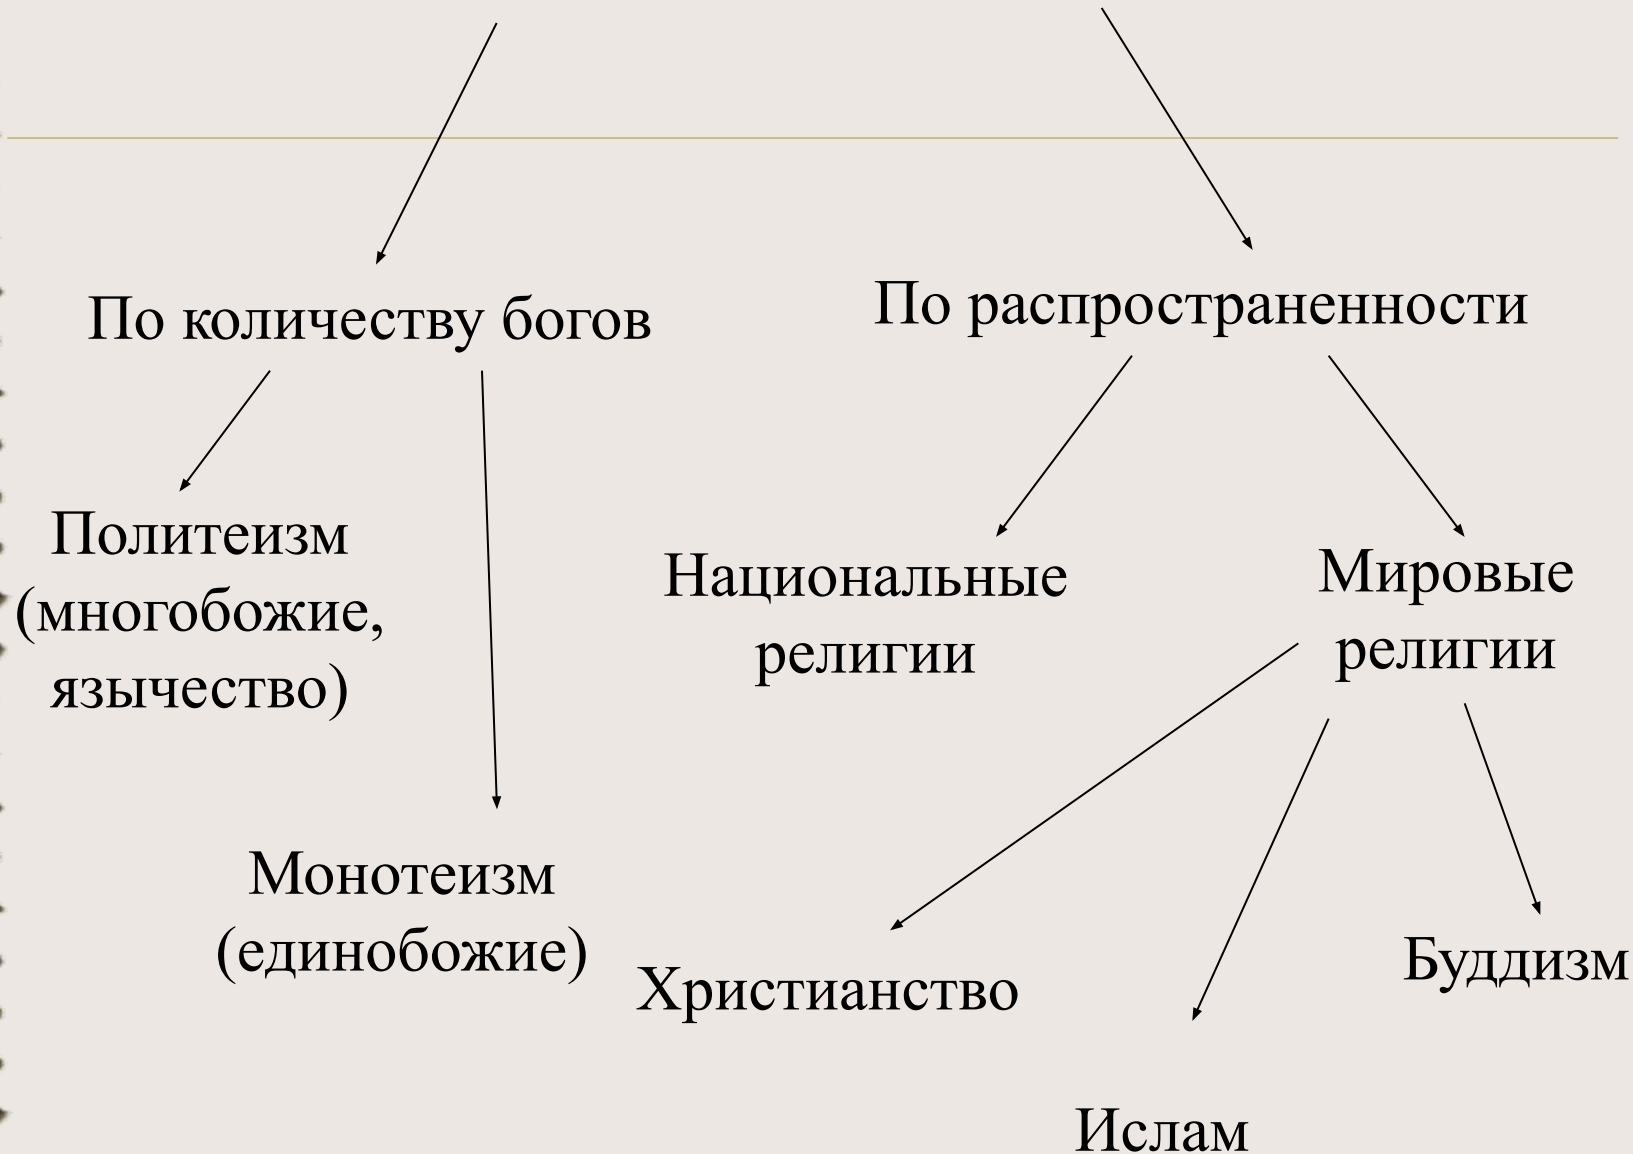 По количеству богов
По распространенности
Политеизм
(многобожие,
язычество)
Национальные
религии
Мировые
религии
Монотеизм
(единобожие)
Христианство
Буддизм
Ислам